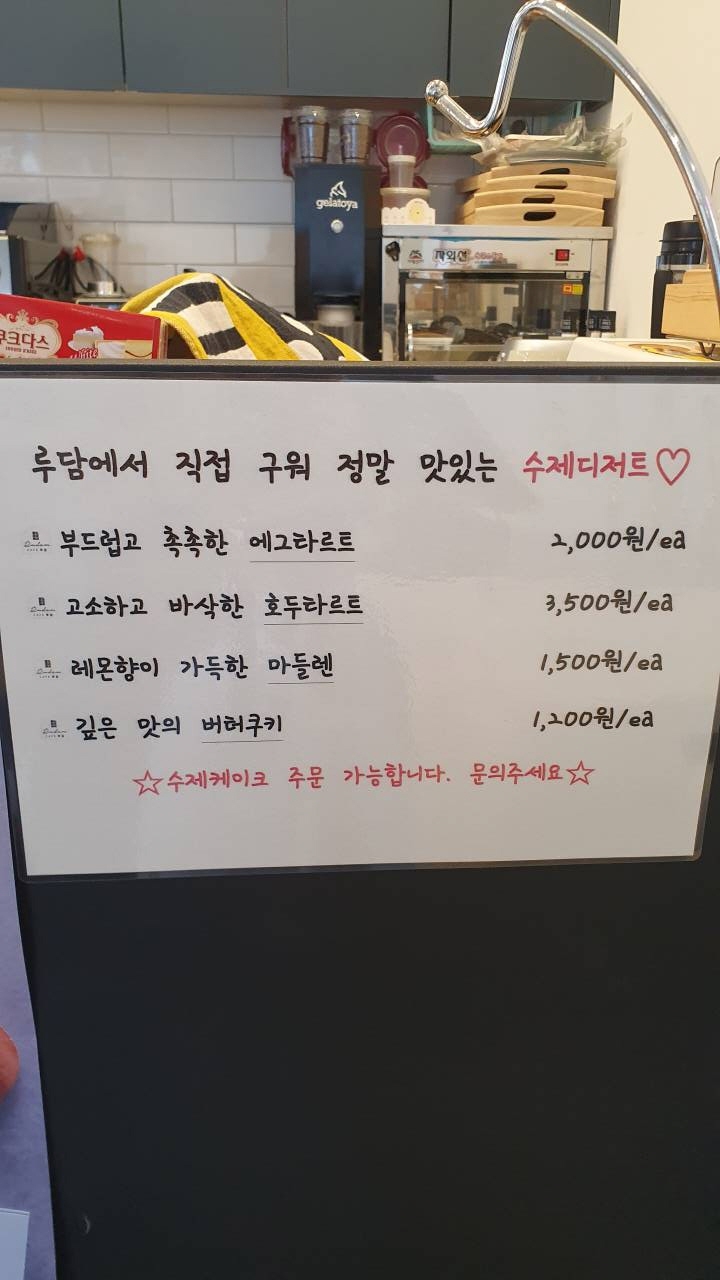 gelatoya
자외선
쿠크다스
White
루담에서 직접 구워 정말 맛있는 수제디저트♡
부드럽고 촉촉한 에그타르트 2,000원/ea
고소하고 바삭한 호두타르트 3,500원/ea
레몬향이 가득한 마들렌 1,500원/ea
깊은 맛의 버터쿠키 1,200원/ea
☆수제케이크 주문 가능합니다. 문의주세요☆